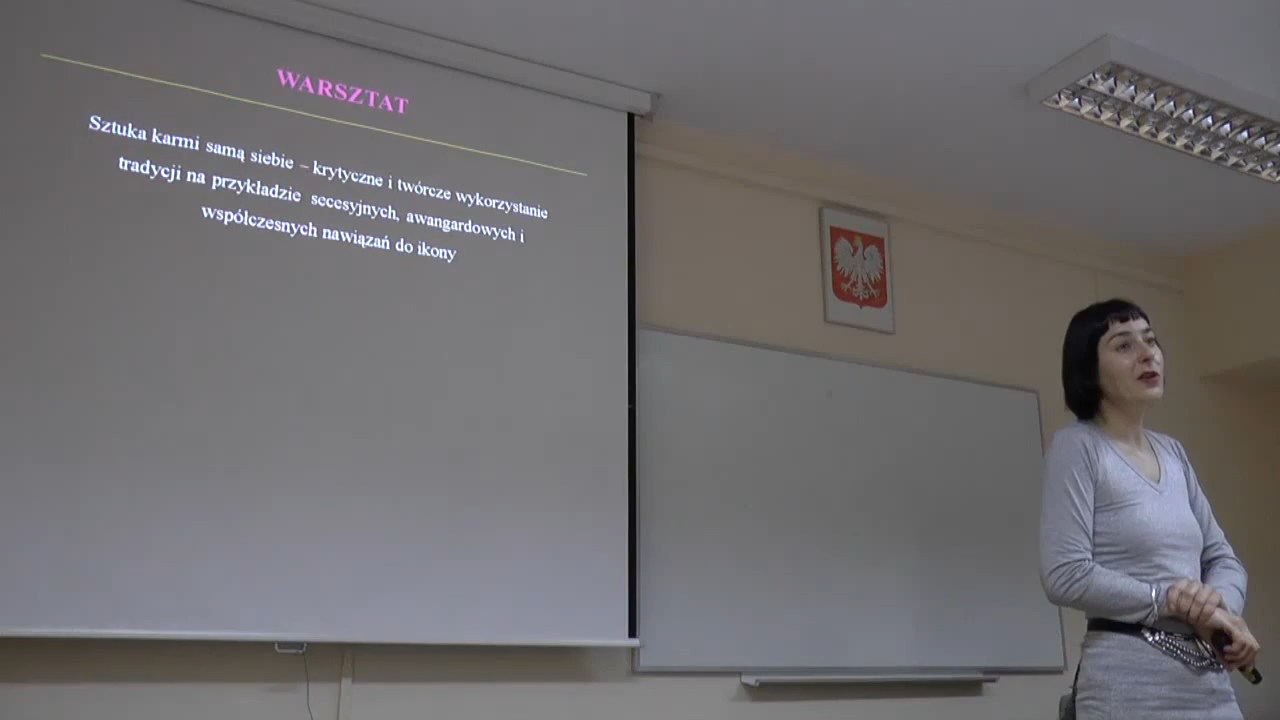 WARSZTAT
Sztuka karmi samą siebie – krytyczne i twórcze wykorzystanie
tradycji na przykładzie secesyjnych, awangardowych i
współczesnych nawiązań do ikony